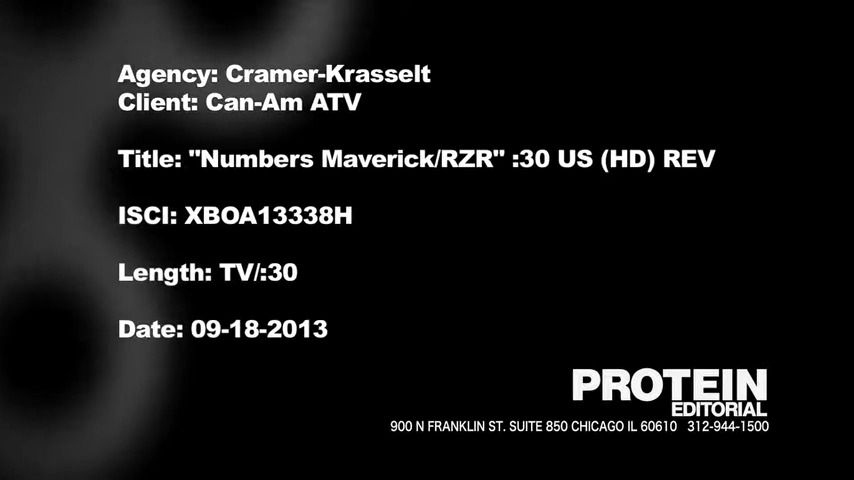 Agency: Cramer-Krasselt
Client: Can-Am ATV
Title: "Numbers Maverick/RZR" :30 US (HD) REV
ISCI: XBOA13338H
Length: TV/:30
Date: 09-18-2013
PROTEIN
EDITORIAL
900 N FRANKLIN ST. SUITE 850 CHICAGO IL 60610 312-944-1500